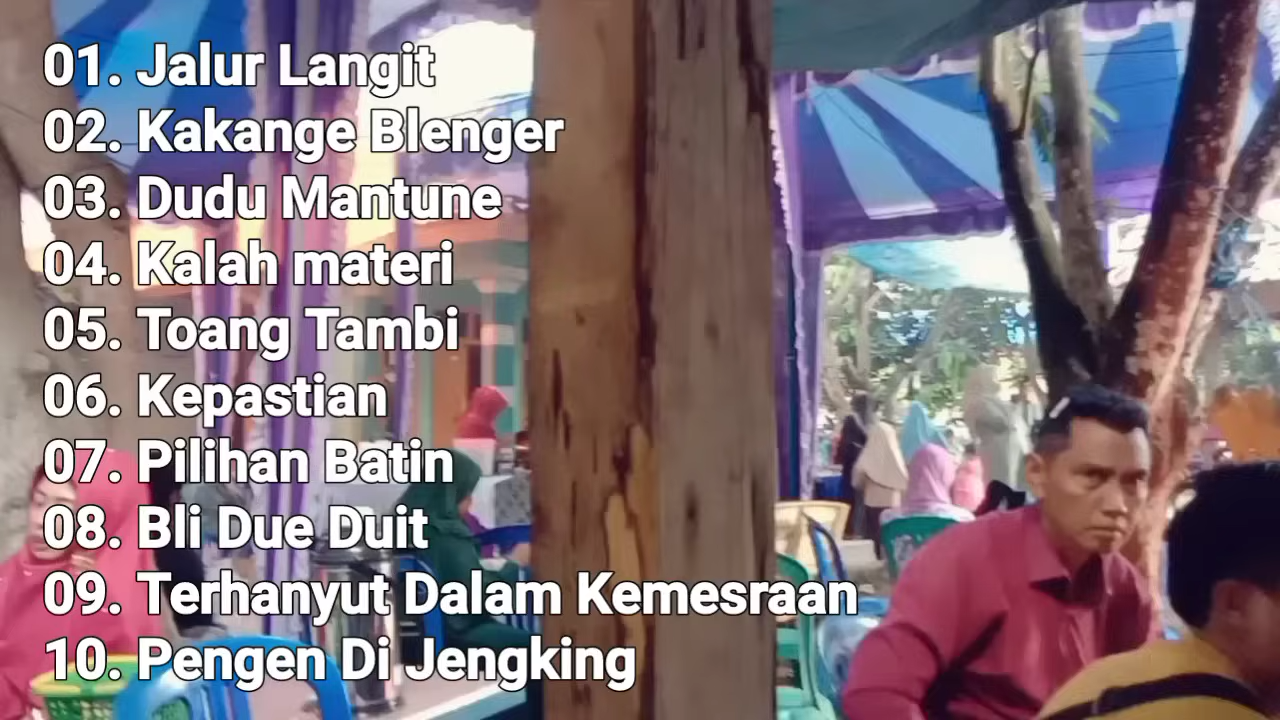 01. Jalur Langit
02. Kakange Blenger
03. Dudu Mantune
04. Kalah materi
05. Toang Tambi
06. Kepastian
07. Pilihan Batin
08. Bli Due Duit
09. Terhanyut Dalam Kemesraan
10. Pengen Di Jengking